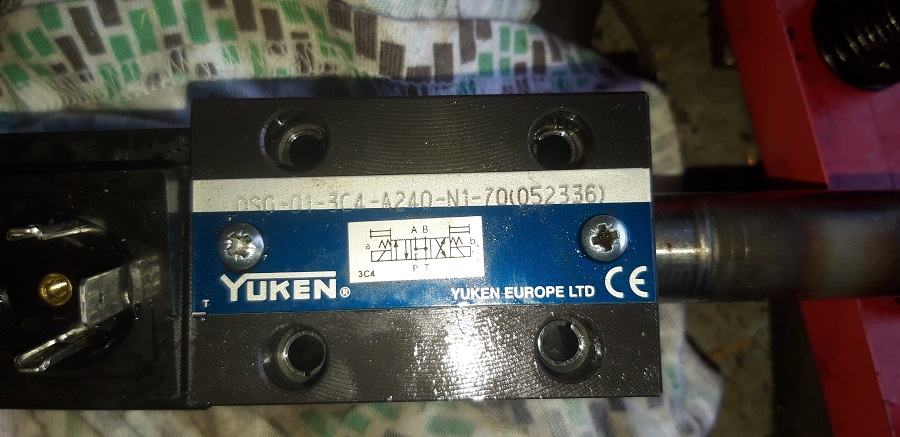 DSG-01-3C4-A240-N1-70(052336)
A B
a b
P T
3C4
T
YUKEN®
YUKEN EUROPE LTD CE